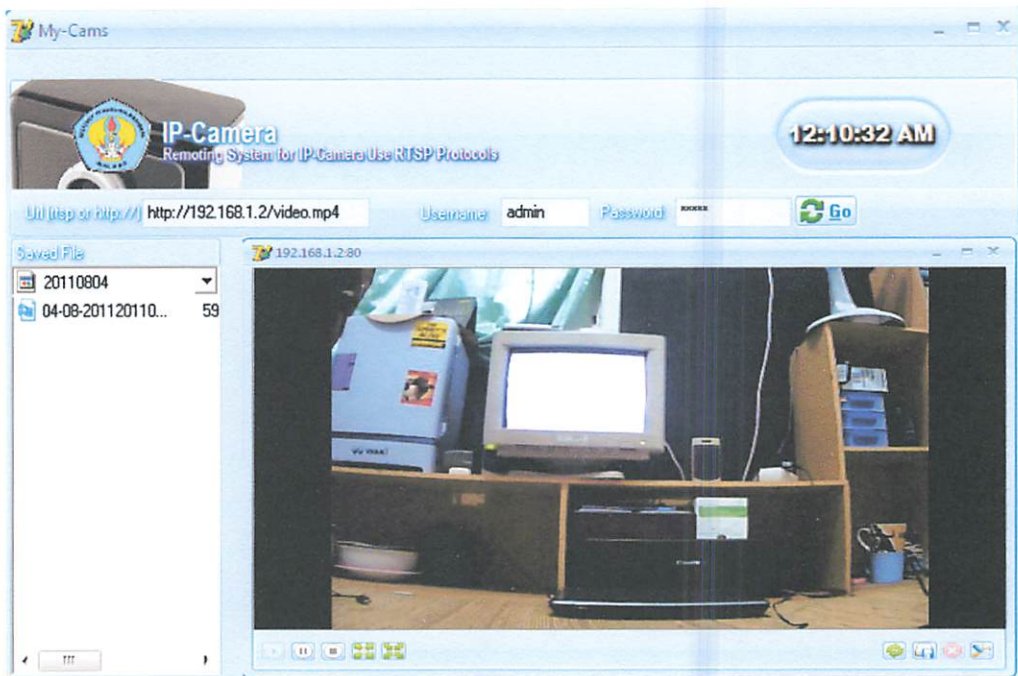 My-Cams
IP-Camera
Remoting System for IP-Camera Use RTSP Protocols
12:10:32 AM
Url (rtsp or http://) http://192.168.1.2/video.mp4 Username admin Password xxxxx Go
Saved File
192.168.1.2:80
20110804
04-08-201120110... 59